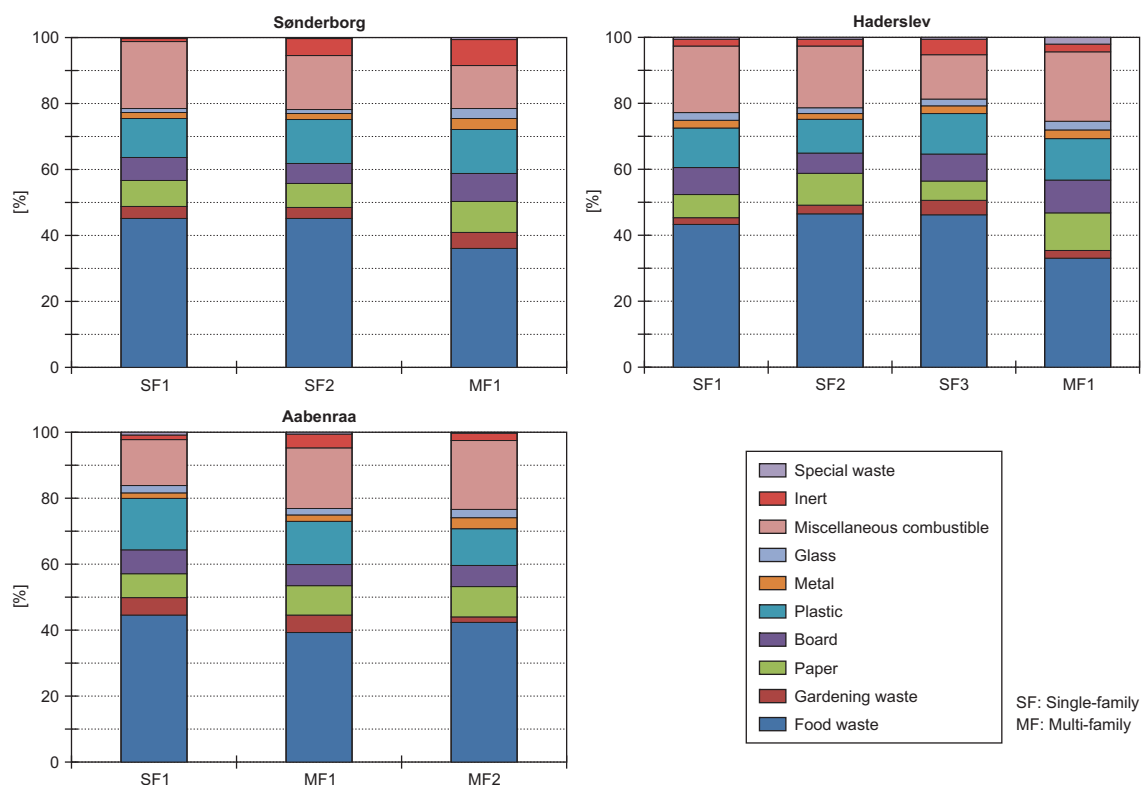 Sønderborg
[%]
100
80
60
40
20
0
SF1 SF2 MF1
Haderslev
[%]
100
80
60
40
20
0
SF1 SF2 SF3 MF1
Aabenraa
[%]
100
80
60
40
20
0
SF1 MF1 MF2
Special waste
Inert
Miscellaneous combustible
Glass
Metal
Plastic
Board
Paper
Gardening waste
Food waste
SF: Single-family
MF: Multi-family